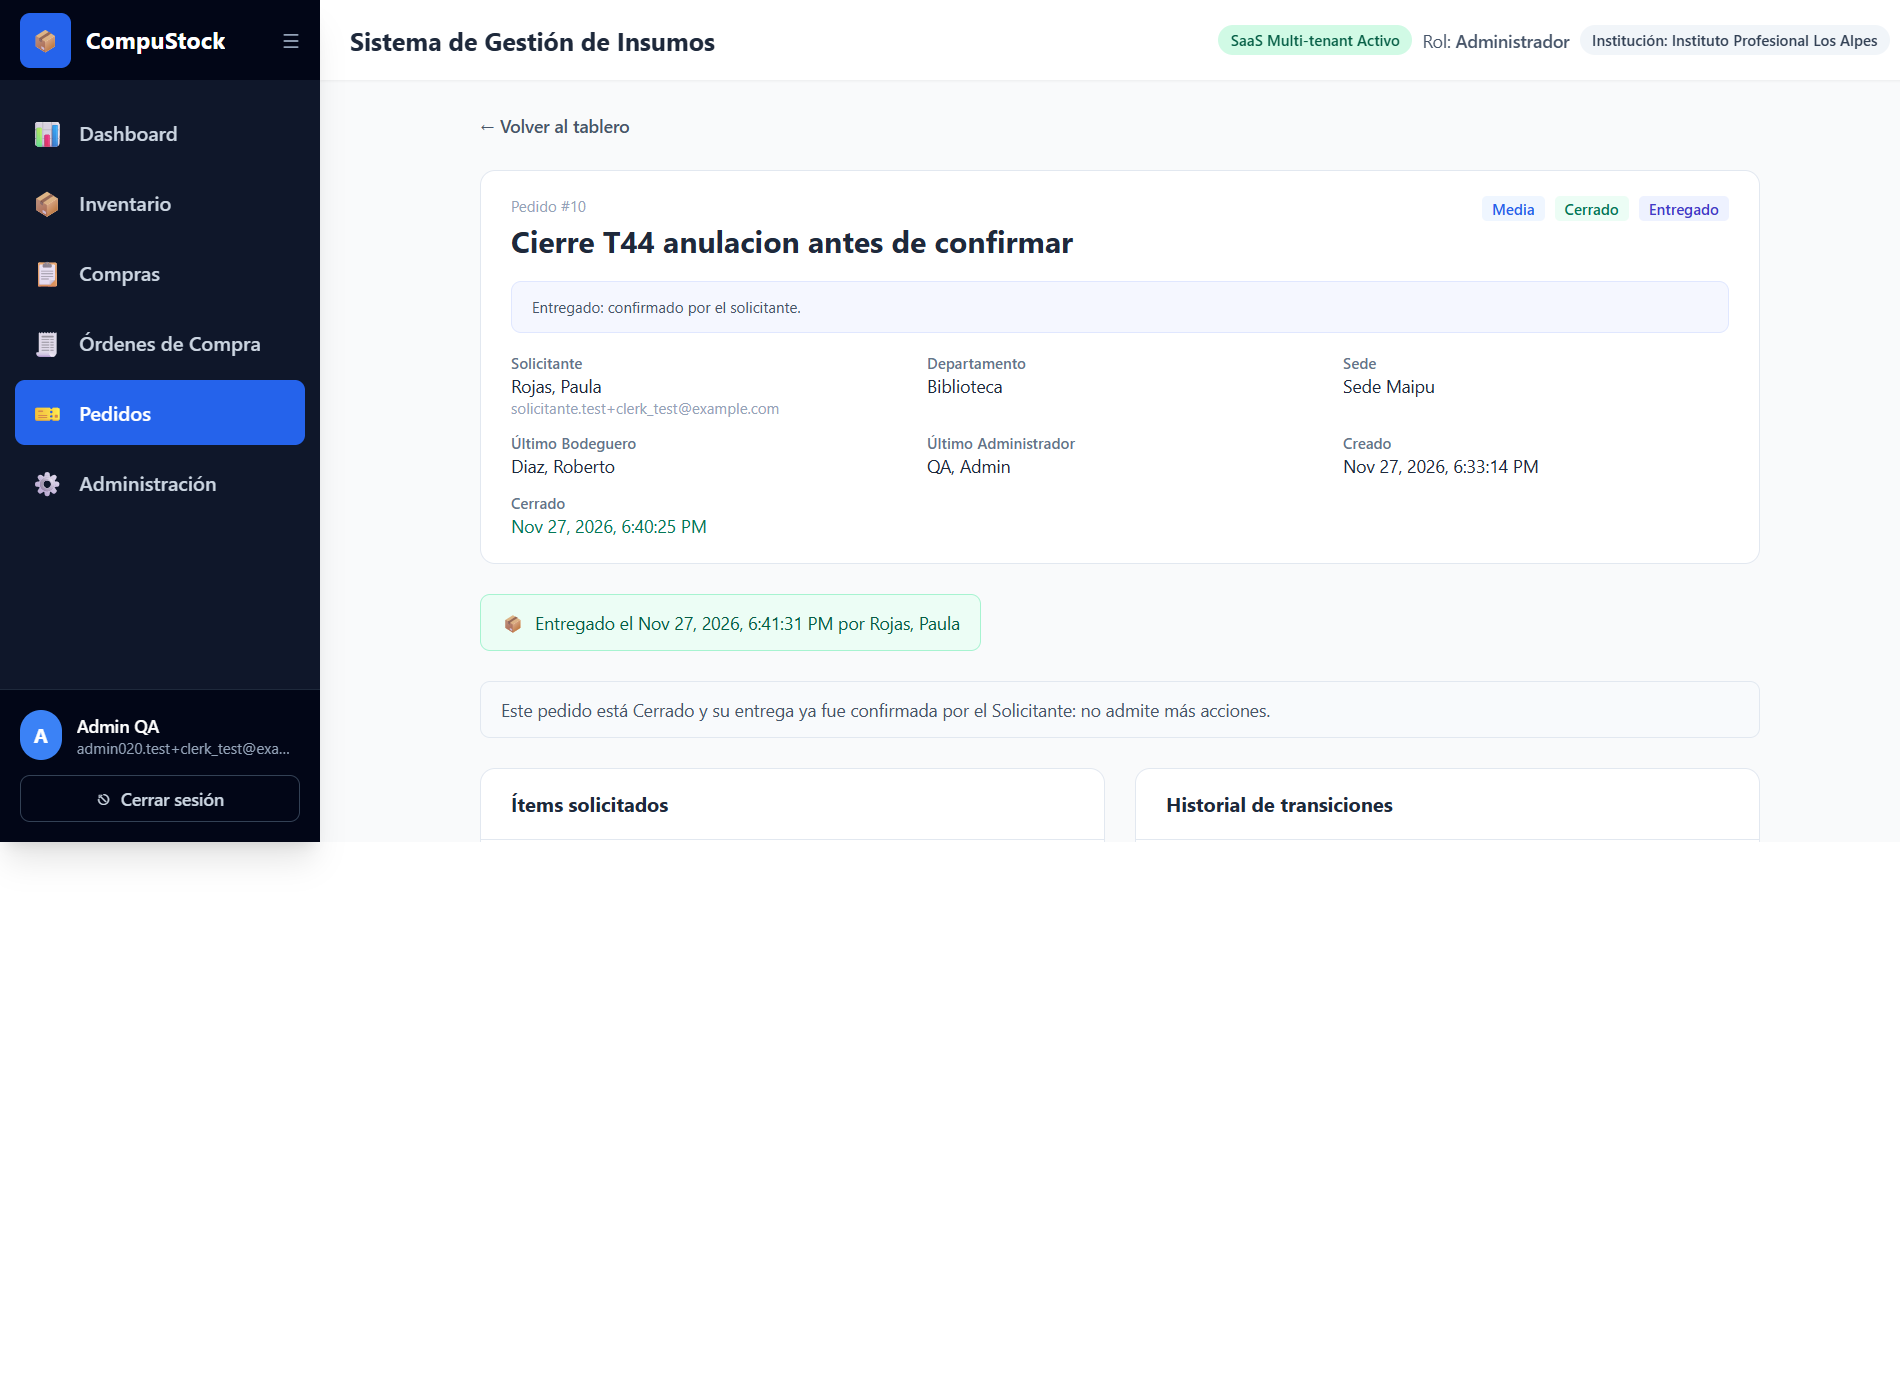 CompuStock
Sistema de Gestión de Insumos
SaaS Multi-tenant Activo
Rol: Administrador
Institución: Instituto Profesional Los Alpes
Dashboard
Inventario
Compras
Órdenes de Compra
Pedidos
Administración
A
Admin QA
admin020.test+clerk_test@exa...
Cerrar sesión
← Volver al tablero
Pedido #10
Media
Cerrado
Entregado
Cierre T44 anulacion antes de confirmar
Entregado: confirmado por el solicitante.
Solicitante
Rojas, Paula
solicitante.test+clerk_test@example.com
Departamento
Biblioteca
Sede
Sede Maipu
Último Bodeguero
Diaz, Roberto
Último Administrador
QA, Admin
Creado
Nov 27, 2026, 6:33:14 PM
Cerrado
Nov 27, 2026, 6:40:25 PM
Entregado el Nov 27, 2026, 6:41:31 PM por Rojas, Paula
Este pedido está Cerrado y su entrega ya fue confirmada por el Solicitante: no admite más acciones.
Ítems solicitados
Historial de transiciones